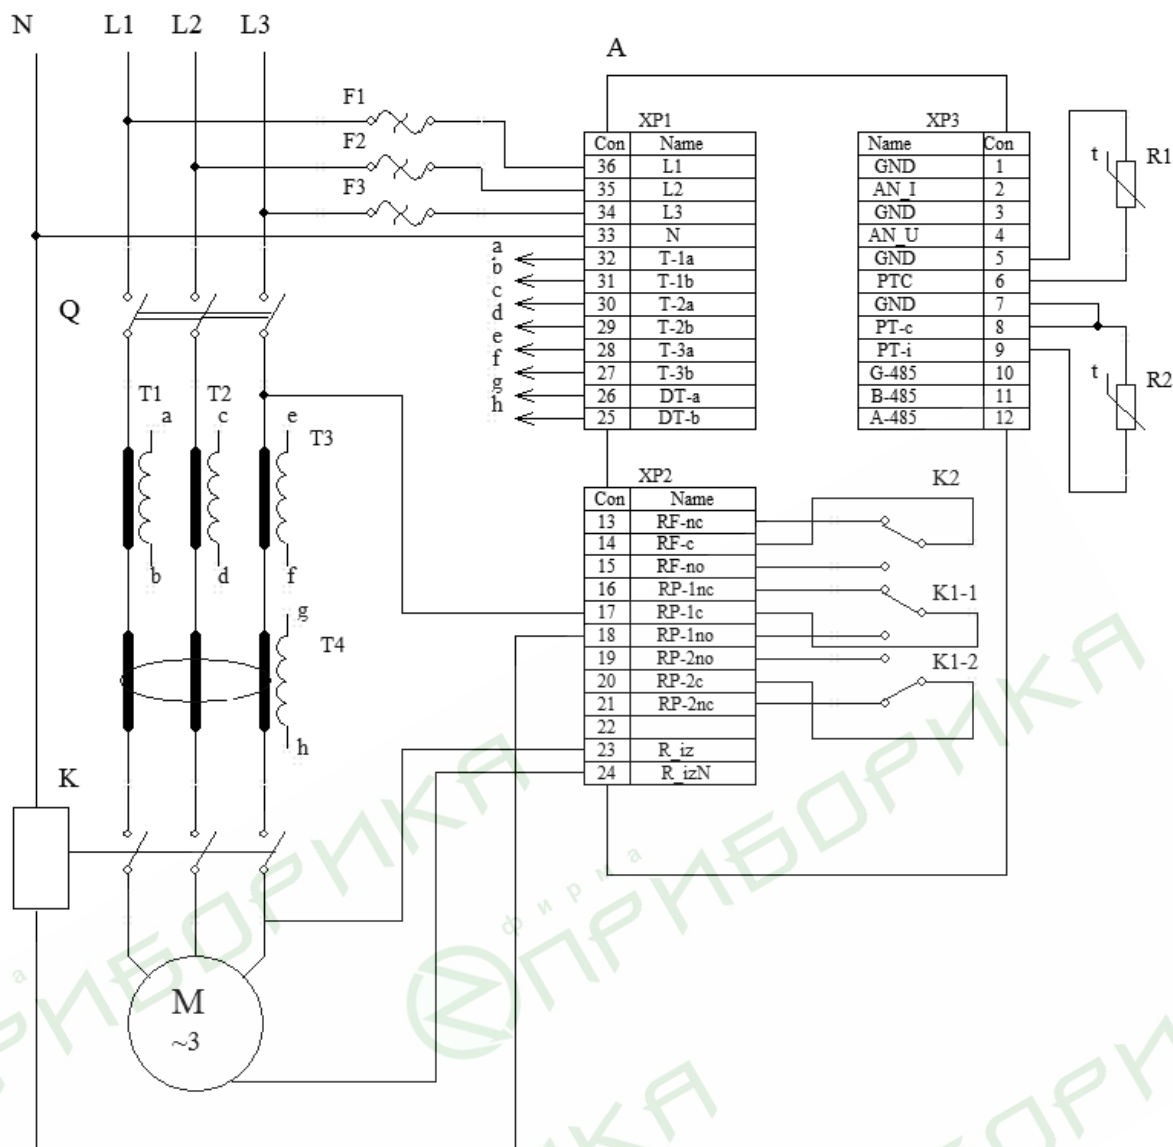 N L1 L2 L3
A
F1
F2
F3
XP1
Con Name
36 L1
35 L2
34 L3
33 N
32 T-1a
31 T-1b
30 T-2a
29 T-2b
28 T-3a
27 T-3b
26 DT-a
25 DT-b
XP3
Name Con
GND 1
AN_I 2
GND 3
AN_U 4
GND 5
PTC 6
GND 7
PT-c 8
PT-i 9
G-485 10
B-485 11
A-485 12
t R1
t R2
a
b
c
d
e
f
g
h
Q
T1 a T2 c e
T3
b d f
g
T4
h
XP2
Con Name
13 RF-nc
14 RF-c
15 RF-no
16 RP-1nc
17 RP-1c
18 RP-1no
19 RP-2no
20 RP-2c
21 RP-2nc
22
23 R_iz
24 R_izN
K2
K1-1
K1-2
K
M
~3
фирма
ПРИБОРИКА
ПРИБОРИКА